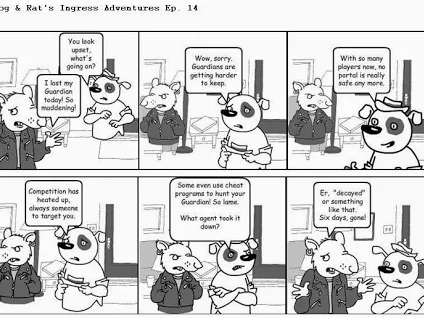 og & Rat's Ingress Adventures Ep. 14
You look
upset,
what's
going on?
I lost my
Guardian
today! So
maddening!
Wow, sorry.
Guardians are
getting harder
to keep.
With so many
players now, no
portal is really
safe any more.
Competition has
heated up,
always someone
to target you.
Some even use cheat
programs to hunt your
Guardian! So lame.
What agent took it
down?
Er, "decayed"
or something
like that.
Six days, gone!